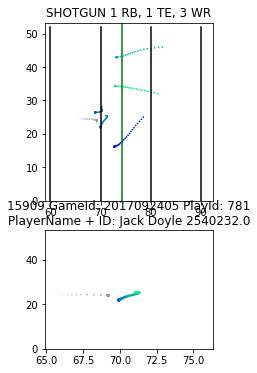 SHOTGUN 1 RB, 1 TE, 3 WR
50
40
30
20
10
0
60 70 80 90
15909 GameId: 2017092405 PlayId: 781
PlayerName + ID: Jack Doyle 2540232.0
40
20
0
65.0 67.5 70.0 72.5 75.0